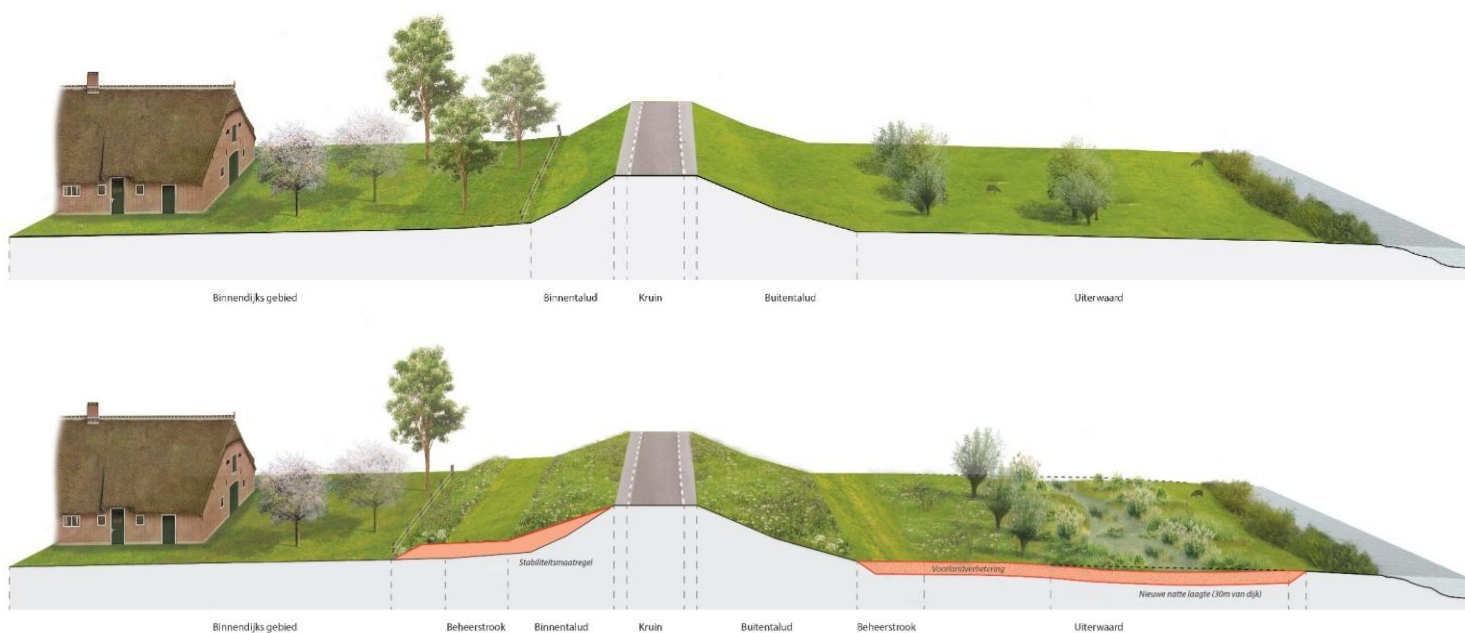 Binnendijks gebied
Binnentalud
Kruin
Buitentalud
Uiterwaard
Stabiliteitsmaatregel
Voorlandverbetering
Nieuwe natte laagte (30m van dijk)
Binnendijks gebied
Beheerstrook
Binnentalud
Kruin
Buitentalud
Beheerstrook
Uiterwaard